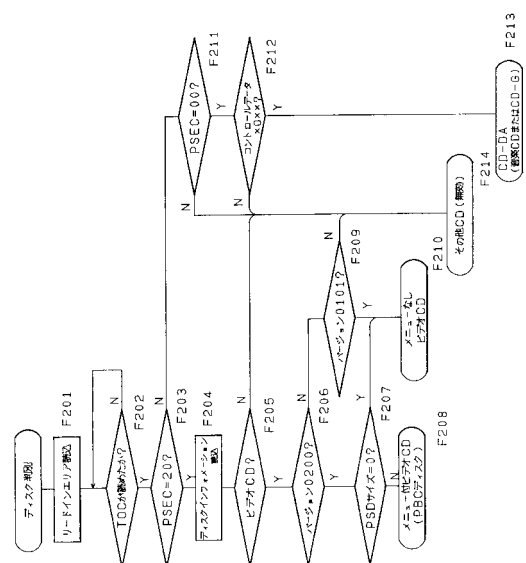 ディスク判別
リードインエリア読込
F201
TOCが読めたか?
N
F202
Y
PSEC=20?
N
F203
Y
ディスクインフォメーション
読込
F204
ビデオCD?
N
F205
Y
バージョン0200?
N
F206
Y
PSDサイズ=0?
Y
F207
N
メニュー付ビデオCD
(PBCディスク)
F208
バージョン0101?
N
F209
Y
メニューなし
ビデオCD
F210
PSEC=00?
F211
N
Y
コントロールデータ
×0××?
F212
N
Y
CD-DA
(音楽CDまたはCD-G)
F213
その他CD(無効)
F214